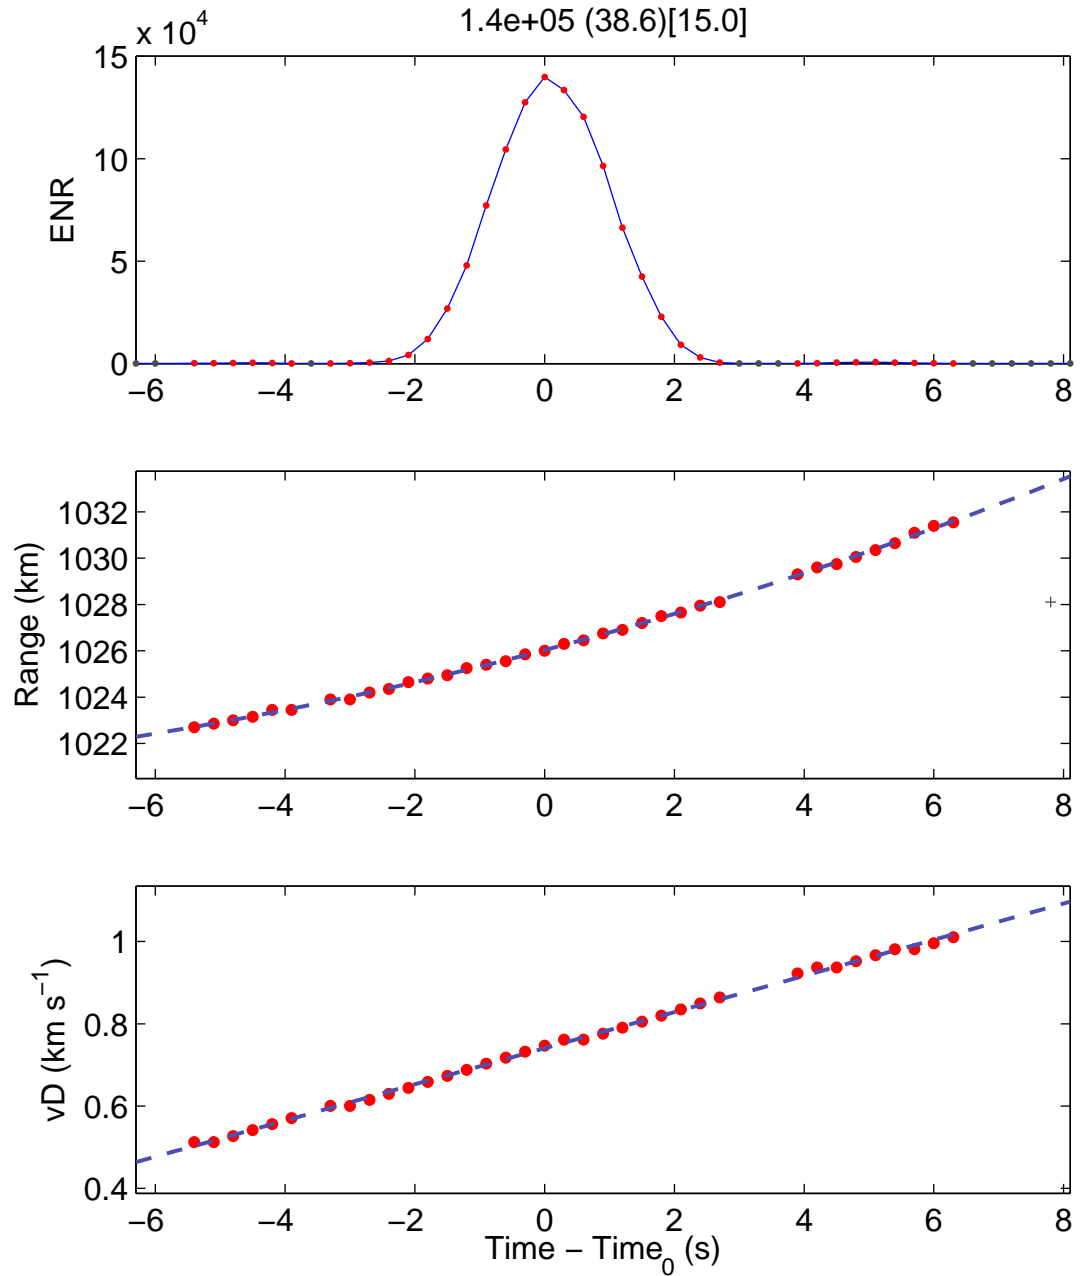 1.4e+05 (38.6)[15.0]
x 10^4
15
10
5
0
ENR
−6 −4 −2 0 2 4 6 8
1032
1030
1028
1026
1024
1022
Range (km)
−6 −4 −2 0 2 4 6 8
1
0.8
0.6
0.4
vD (km s^−1)
−6 −4 −2 0 2 4 6 8
Time − Time_0 (s)